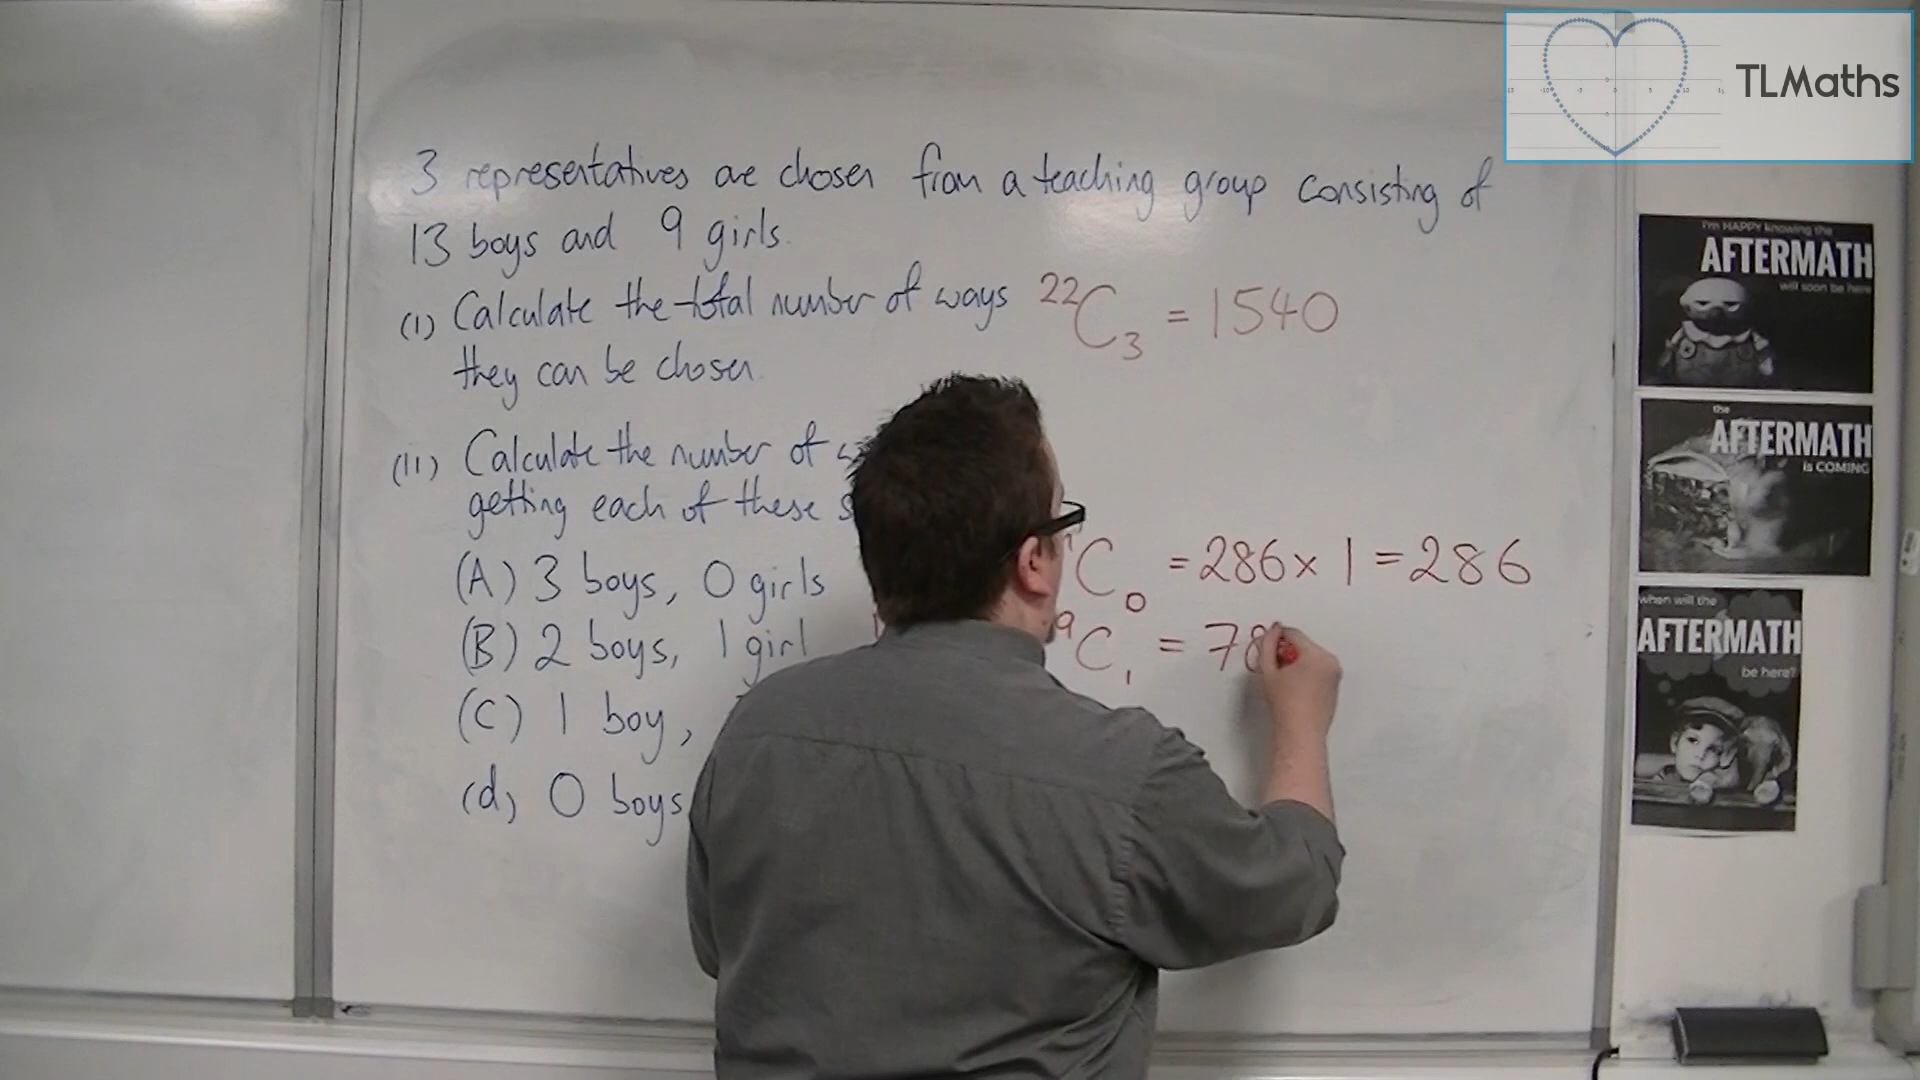 TLMaths
3 representatives are chosen from a teaching group consisting of
13 boys and 9 girls.
(i) Calculate the total number of ways
they can be chosen.
²²C₃ = 1540
(ii) Calculate the number of
getting each of these
(A) 3 boys, 0 girls
C₀ = 286 × 1 = 286
(B) 2 boys, 1 girl
⁹C₁ = 78
(C) 1 boy,
(d) 0 boys
I'm HAPPY knowing the
AFTERMATH
will soon be here
the
AFTERMATH
is COMING
when will the
AFTERMATH
be here?